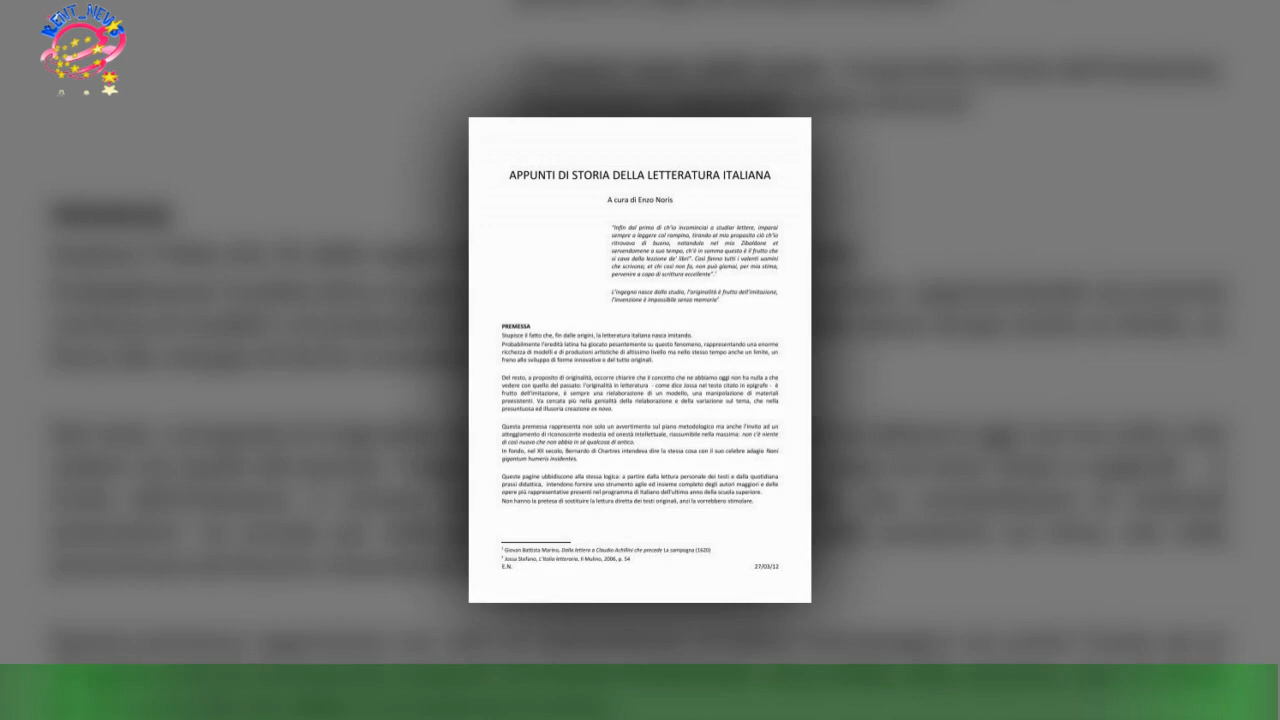 KENT_NEWS
APPUNTI DI STORIA DELLA LETTERATURA ITALIANA
A cura di Enzo Noris
"Infin dal primo di ch'io incominciai a studiar lettere, imparai
sempre a leggere col rampino, tirando al mio proposito ciò ch'io
ritrovava di buono, notandolo nel mio Zibaldone et
servendomene a suo tempo, ch'è in somma questo è il frutto che
si cava dalla lezione de' libri". Così fanno tutti i valenti uomini
che scrivono; et chi così non fa, non può giamai, per mia stima,
pervenire a capo di scrittura eccellente".1
L'ingegno nasce dallo studio, l'originalità è frutto dell'imitazione,
l'invenzione è impossibile senza memorie2
PREMESSA
Stupisce il fatto che, fin dalle origini, la letteratura italiana nasca imitando.
Probabilmente l'eredità latina ha giocato pesantemente su questo fenomeno, rappresentando una enorme
ricchezza di modelli e di produzioni artistiche di altissimo livello ma nello stesso tempo anche un limite, un
freno allo sviluppo di forme innovative o del tutto originali.
Del resto, a proposito di originalità, occorre chiarire che il concetto che ne abbiamo oggi non ha nulla a che
vedere con quello del passato: l'originalità in letteratura - come dice Jossa nel testo citato in epigrafe - è
frutto dell'imitazione, è sempre una rielaborazione di un modello, una manipolazione di materiali
preesistenti. Va cercata più nella genialità della rielaborazione e della variazione sul tema, che nella
presuntuosa ed illusoria creazione ex novo.
Questa premessa rappresenta non solo un avvertimento sul piano metodologico ma anche l'invito ad un
atteggiamento di riconoscente modestia ed onestà intellettuale, riassumibile nella massima: non c'è niente
di così nuovo che non abbia in sé qualcosa di antico.
In fondo, nel XII secolo, Bernardo di Chartres intendeva dire la stessa cosa con il suo celebre adagio Nani
gigantum humeris insidentes.
Queste pagine ubbidiscono alla stessa logica: a partire dalla lettura personale dei testi e dalla quotidiana
prassi didattica, intendono fornire uno strumento agile ed insieme completo degli autori maggiori e delle
opere più rappresentative presenti nel programma di Italiano dell'ultimo anno della scuola superiore.
Non hanno la pretesa di sostituire la lettura diretta dei testi originali, anzi la vorrebbero stimolare.
1 Giovan Battista Marino, Dalla lettera a Claudio Achillini che precede La sampogna (1620)
2 Jossa Stefano, L'Italia letteraria, Il Mulino, 2006, p. 54
E.N. 27/03/12